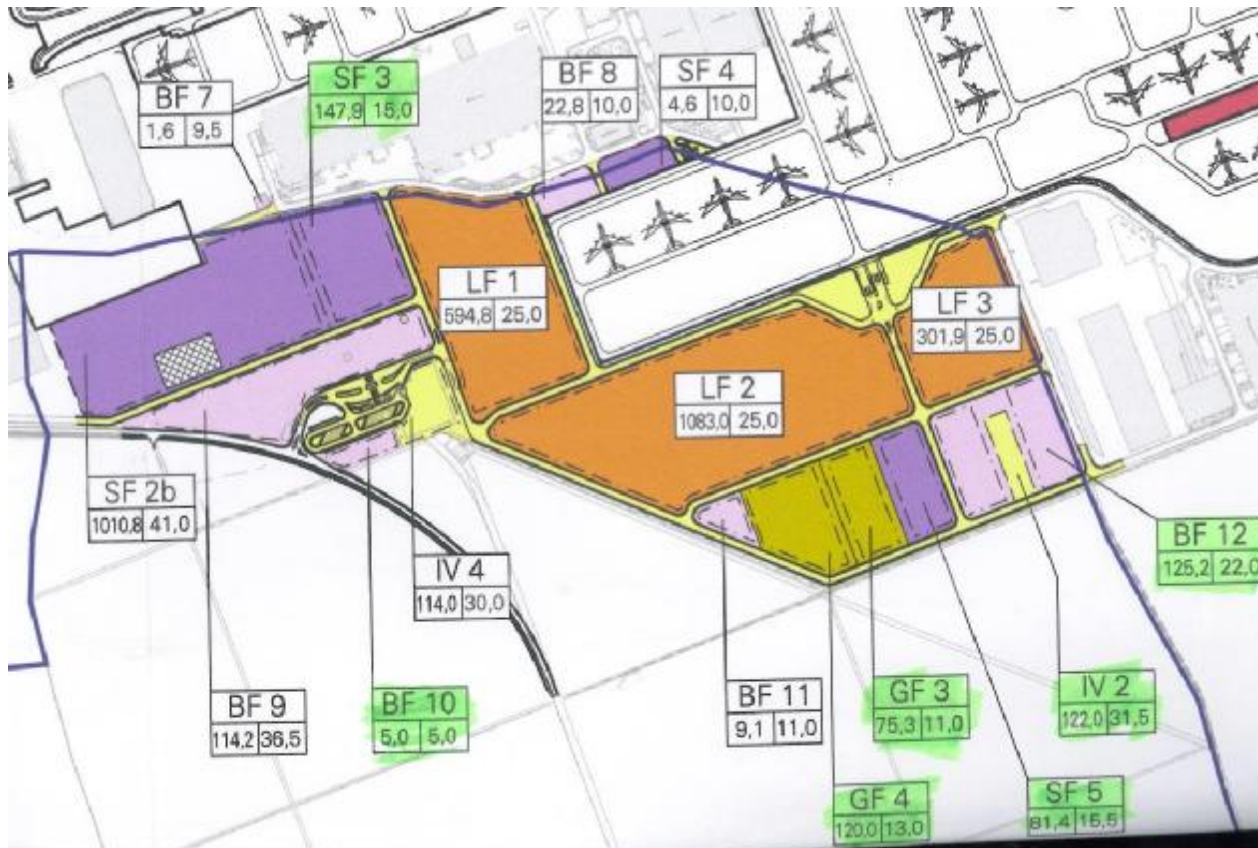 SF 3
147,9 15,0
BF 8
22,8 10,0
SF 4
4,6 10,0
BF 7
1,6 9,5
LF 1
594,8 25,0
LF 3
301,9 25,0
LF 2
1083,0 25,0
SF 2b
1010,8 41,0
IV 4
114,0 30,0
BF 12
125,2 22,0
BF 9
114,2 36,5
BF 10
5,0 5,0
BF 11
9,1 11,0
GF 3
75,3 11,0
IV 2
122,0 31,5
GF 4
120,0 13,0
SF 5
81,4 15,5